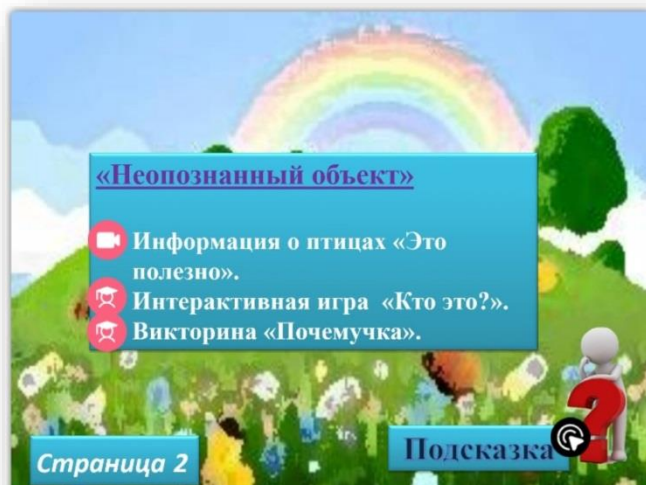 «Неопознанный объект»
Информация о птицах «Это
полезно».
Интерактивная игра «Кто это?».
Викторина «Почемучка».
Страница 2
Подсказка
?